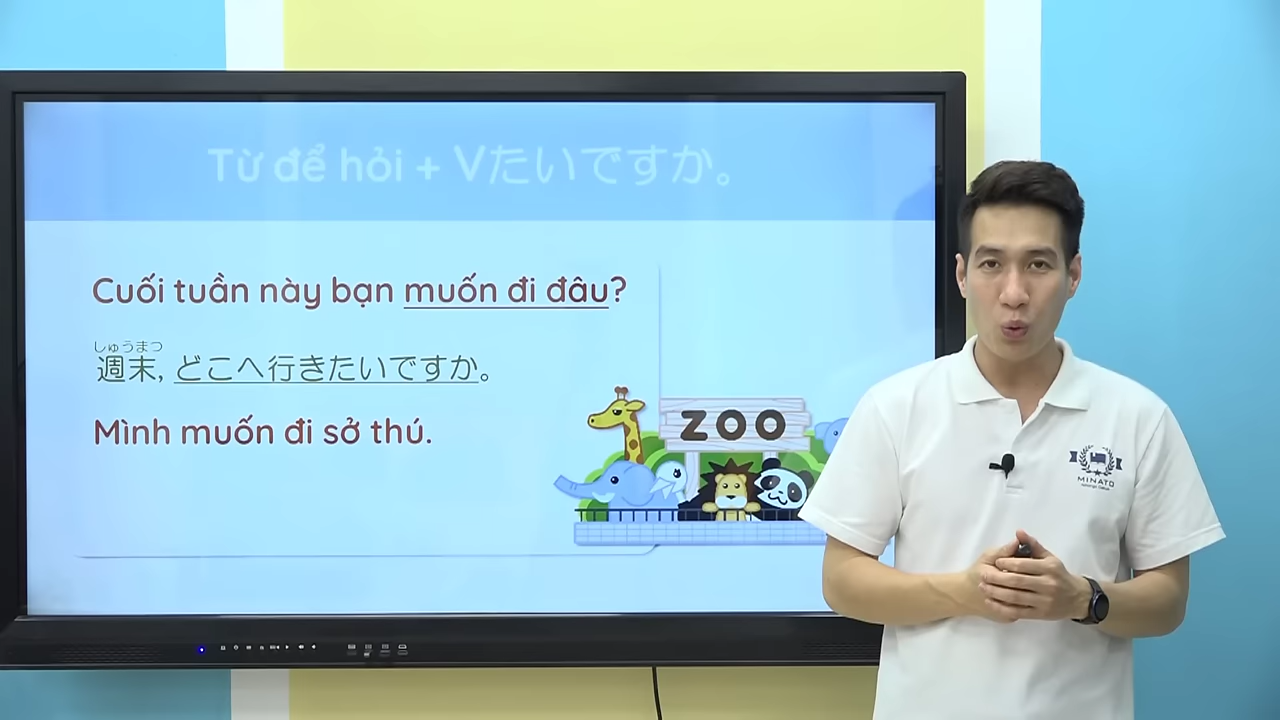 Từ để hỏi + Vたいですか。
Cuối tuần này bạn muốn đi đâu?
しゅうまつ
週末, どこへ行きたいですか。
Mình muốn đi sở thú.
ZOO
MINATO